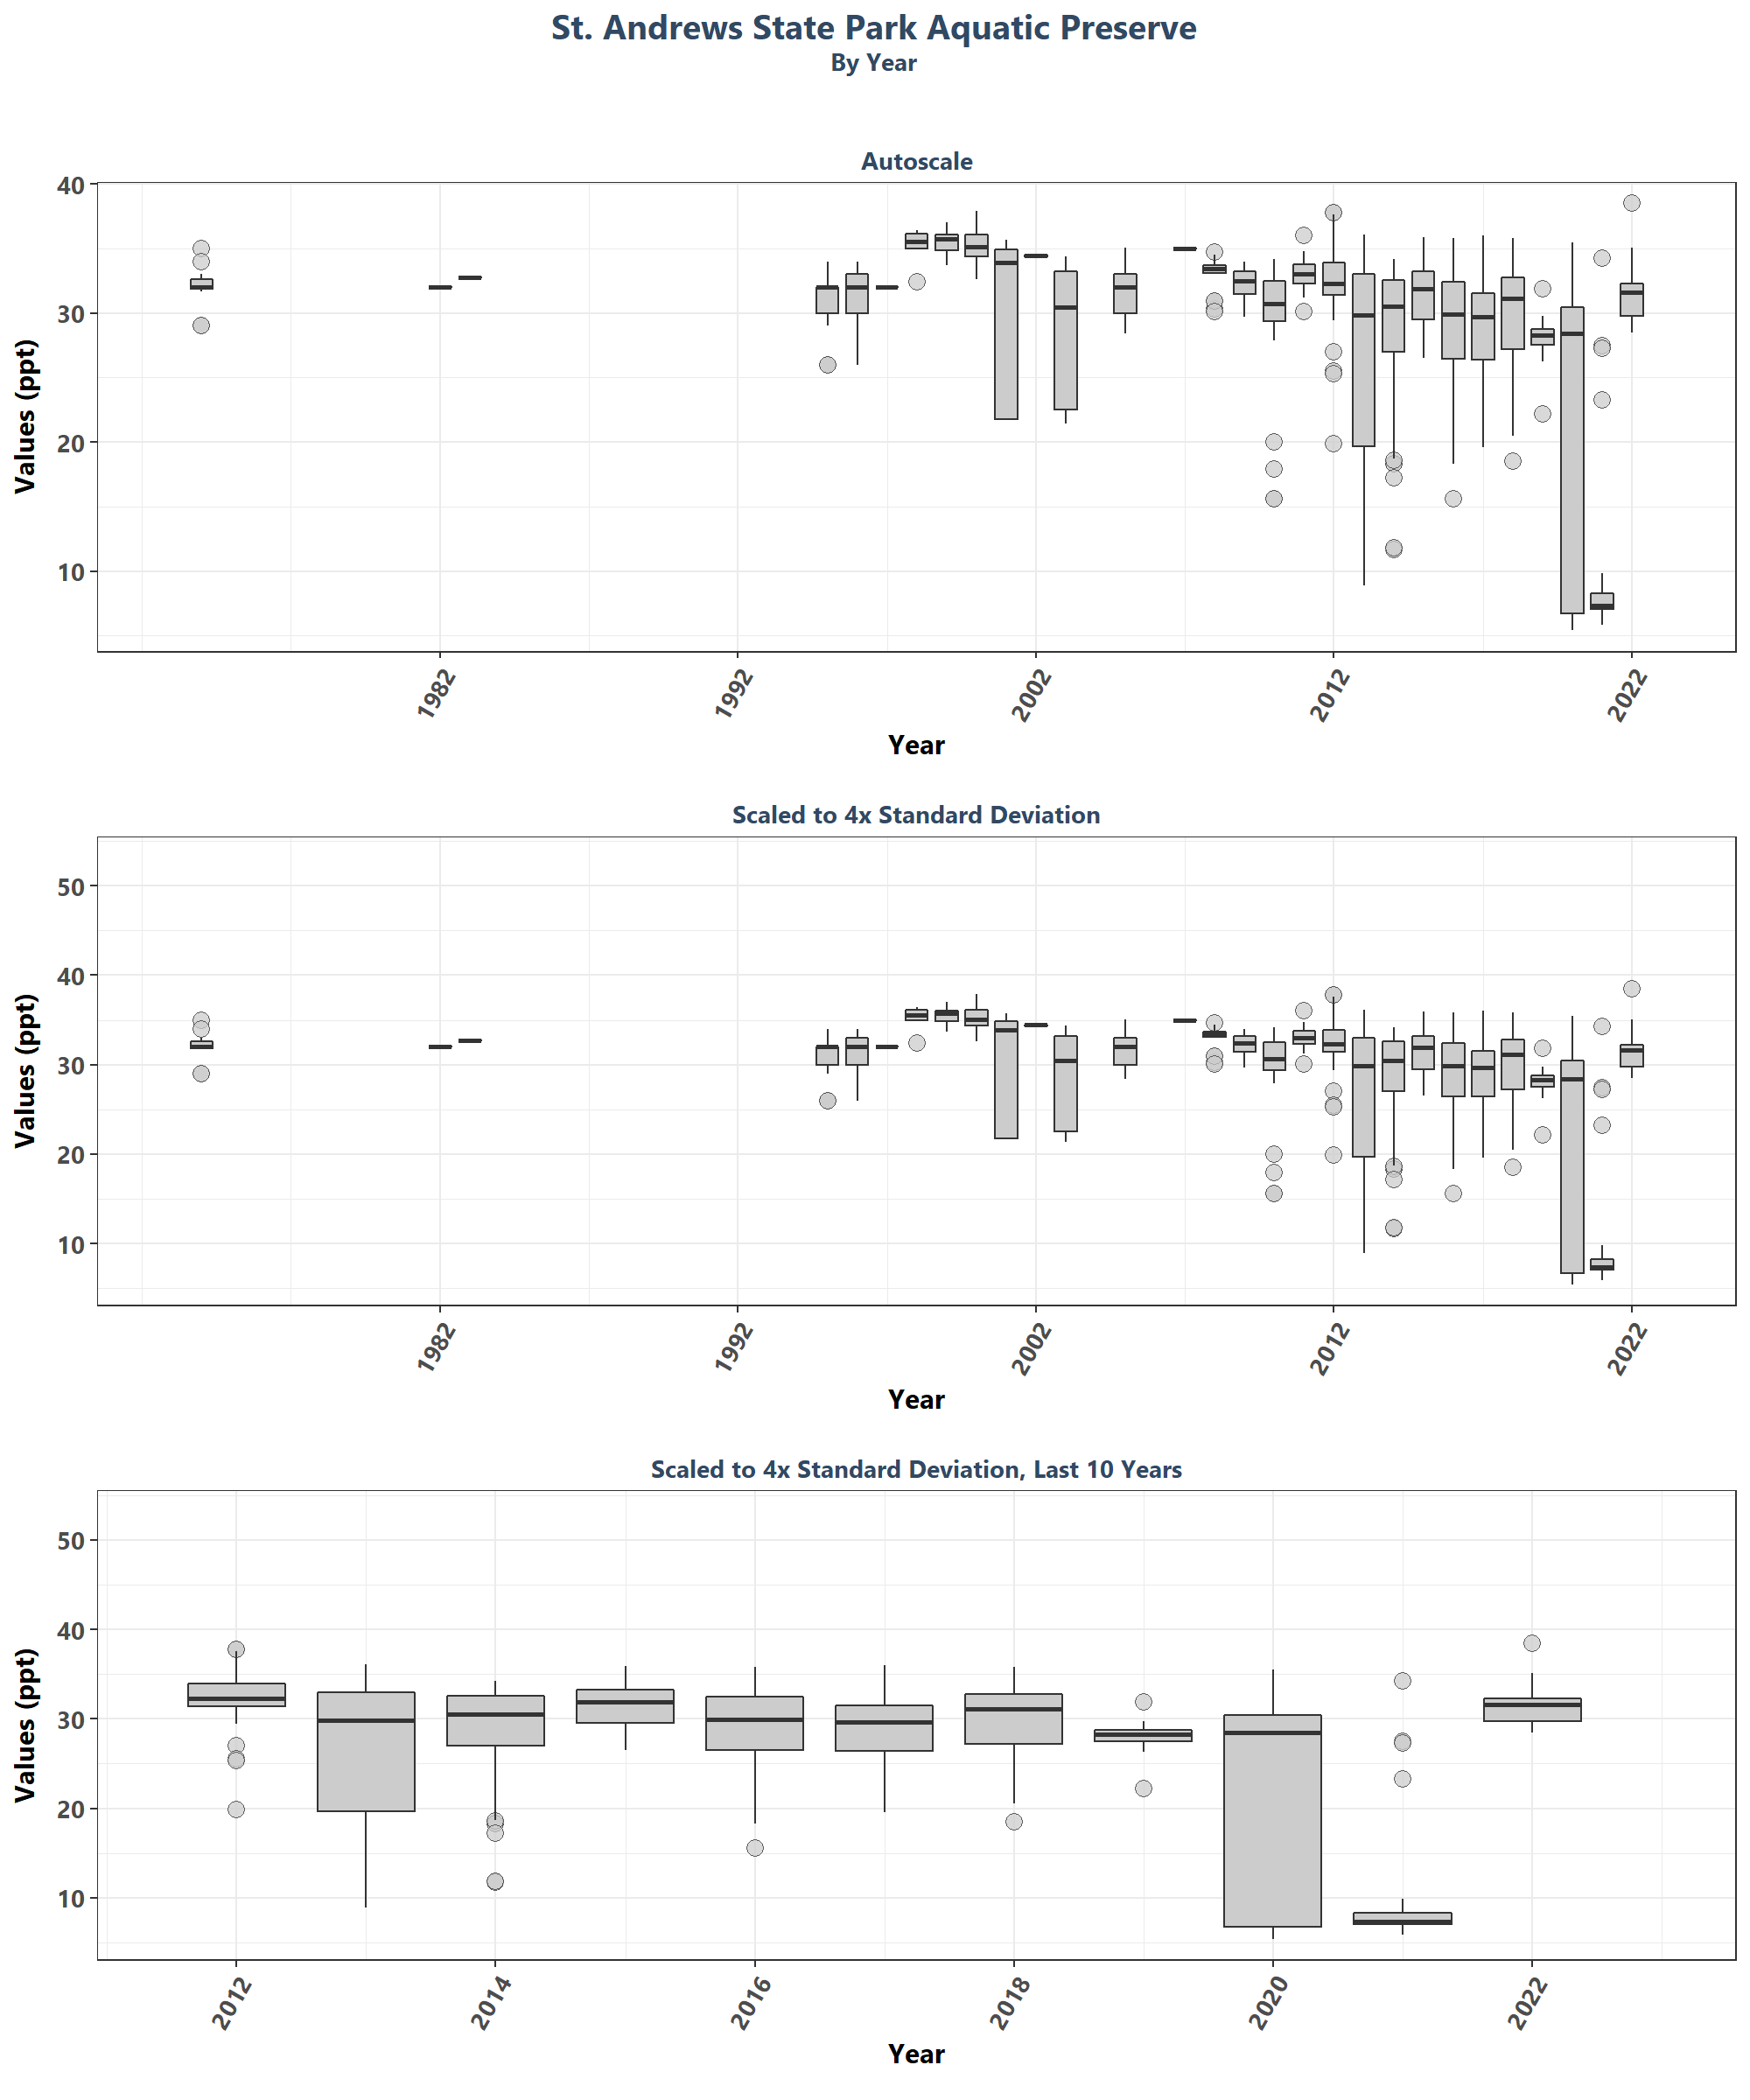 St. Andrews State Park Aquatic Preserve
By Year
Autoscale
Values (ppt)
40
30
20
10
1982
1992
2002
2012
2022
Year
Scaled to 4x Standard Deviation
Values (ppt)
50
40
30
20
10
1982
1992
2002
2012
2022
Year
Scaled to 4x Standard Deviation, Last 10 Years
Values (ppt)
50
40
30
20
10
2012
2014
2016
2018
2020
2022
Year